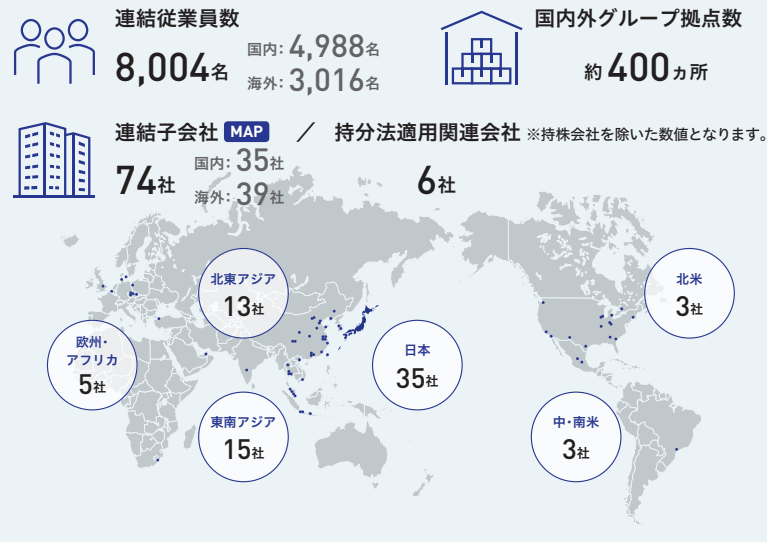 連結従業員数
8,004名
国内：4,988名
海外：3,016名
国内外グループ拠点数
約400ヵ所
連結子会社 MAP ／ 持分法適用関連会社 ※持株会社を除いた数値となります。
74社
国内：35社
海外：39社
6社
北東アジア
13社
北米
3社
欧州・
アフリカ
5社
日本
35社
東南アジア
15社
中・南米
3社